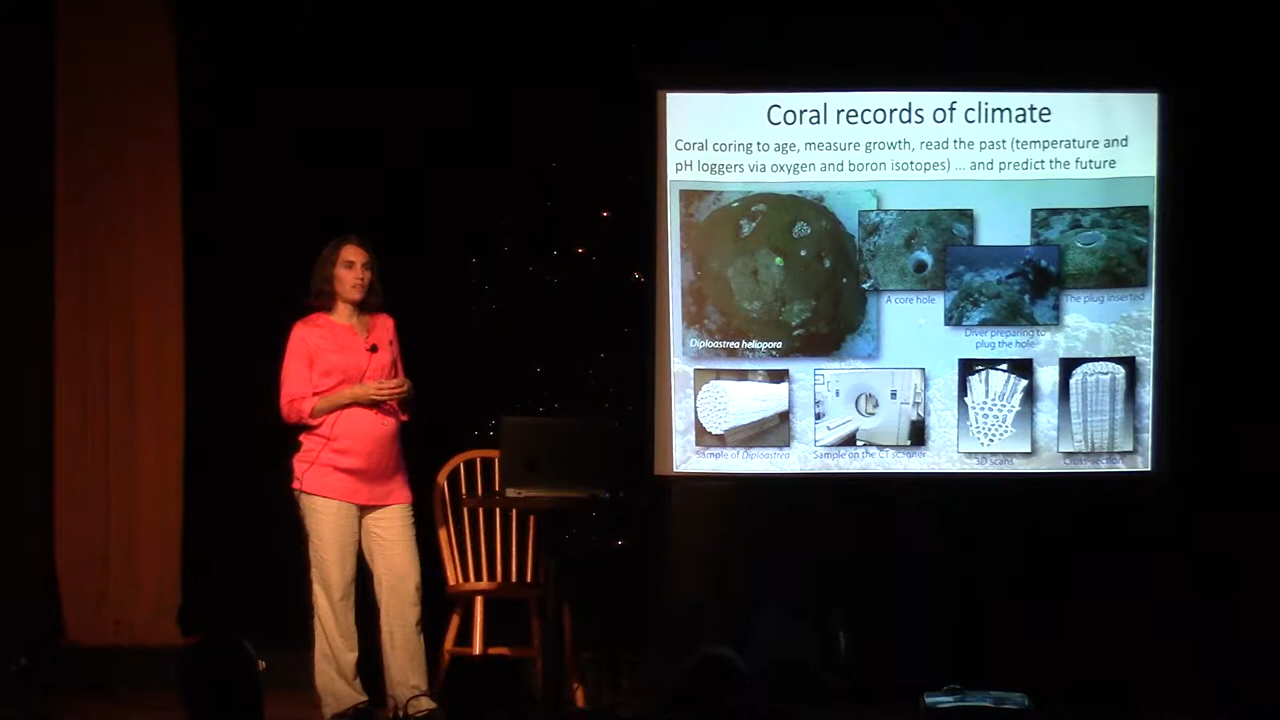 Coral records of climate
Coral coring to age, measure growth, read the past (temperature and
pH loggers via oxygen and boron isotopes) ... and predict the future
A core hole
The plug inserted
Diver preparing to
plug the hole
Diploastrea heliopora
Sample of Diploastrea
Sample on the CT scanner
3D scans
Cross-section